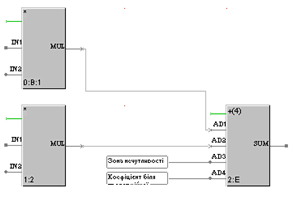 *
IN1
MUL
IN2
0:B:1
*
IN1
MUL
IN2
1:2
+(4)
AD1
AD2
SUM
AD3
AD4
2:E
Зона нечутливості
Коефіцієнт біля